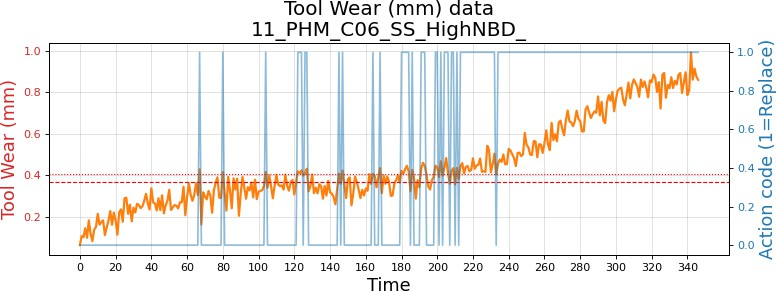 Tool Wear (mm) data
11_PHM_C06_SS_HighNBD_
Tool Wear (mm)
1.0
0.8
0.6
0.4
0.2
1.0
0.8
0.6
0.4
0.2
0.0
Action code (1=Replace)
0 20 40 60 80 100 120 140 160 180 200 220 240 260 280 300 320 340
Time